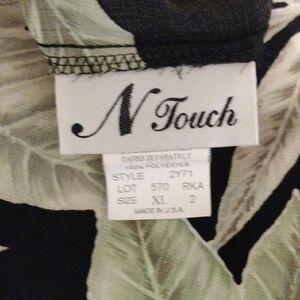 N Touch
DARKS SEPARATELY
100% POLYESTER
STYLE 2Y71
LOT 570 RKA
SIZE XL 2
MADE IN U.S.A.